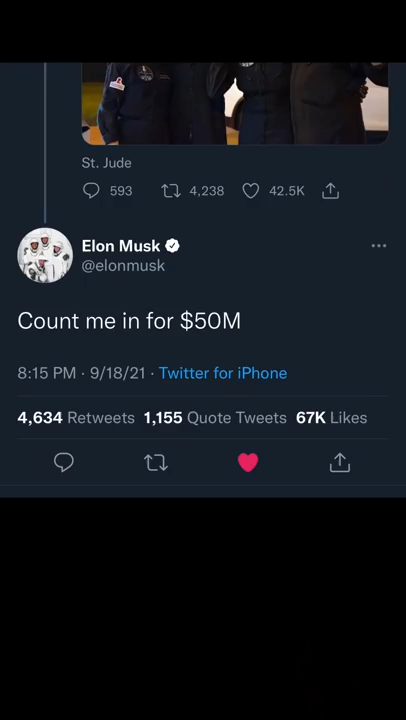 St. Jude
593 4,238 42.5K
Elon Musk
@elonmusk
Count me in for $50M
8:15 PM · 9/18/21 · Twitter for iPhone
4,634 Retweets 1,155 Quote Tweets 67K Likes